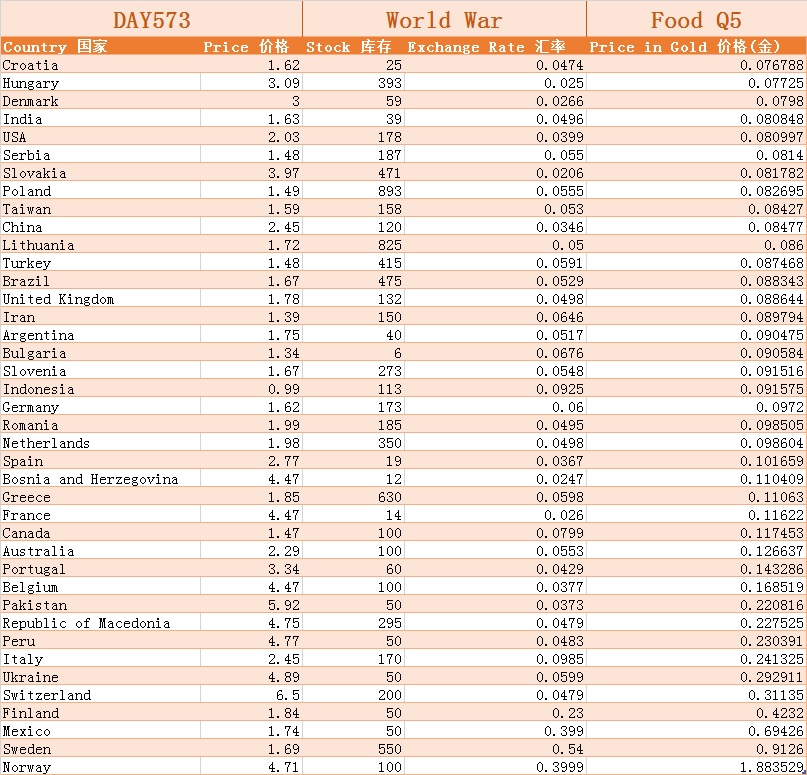 DAY573 World War Food Q5
Country 国家 Price 价格 Stock 库存 Exchange Rate 汇率 Price in Gold 价格(金)
Croatia 1.62 25 0.0474 0.076788
Hungary 3.09 393 0.025 0.07725
Denmark 3 59 0.0266 0.0798
India 1.63 39 0.0496 0.080848
USA 2.03 178 0.0399 0.080997
Serbia 1.48 187 0.055 0.0814
Slovakia 3.97 471 0.0206 0.081782
Poland 1.49 893 0.0555 0.082695
Taiwan 1.59 158 0.053 0.08427
China 2.45 120 0.0346 0.08477
Lithuania 1.72 825 0.05 0.086
Turkey 1.48 415 0.0591 0.087468
Brazil 1.67 475 0.0529 0.088343
United Kingdom 1.78 132 0.0498 0.088644
Iran 1.39 150 0.0646 0.089794
Argentina 1.75 40 0.0517 0.090475
Bulgaria 1.34 6 0.0676 0.090584
Slovenia 1.67 273 0.0548 0.091516
Indonesia 0.99 113 0.0925 0.091575
Germany 1.62 173 0.06 0.0972
Romania 1.99 185 0.0495 0.098505
Netherlands 1.98 350 0.0498 0.098604
Spain 2.77 19 0.0367 0.101659
Bosnia and Herzegovina 4.47 12 0.0247 0.110409
Greece 1.85 630 0.0598 0.11063
France 4.47 14 0.026 0.11622
Canada 1.47 100 0.0799 0.117453
Australia 2.29 100 0.0553 0.126637
Portugal 3.34 60 0.0429 0.143286
Belgium 4.47 100 0.0377 0.168519
Pakistan 5.92 50 0.0373 0.220816
Republic of Macedonia 4.75 295 0.0479 0.227525
Peru 4.77 50 0.0483 0.230391
Italy 2.45 170 0.0985 0.241325
Ukraine 4.89 50 0.0599 0.292911
Switzerland 6.5 200 0.0479 0.31135
Finland 1.84 50 0.23 0.4232
Mexico 1.74 50 0.399 0.69426
Sweden 1.69 550 0.54 0.9126
Norway 4.71 100 0.3999 1.883529